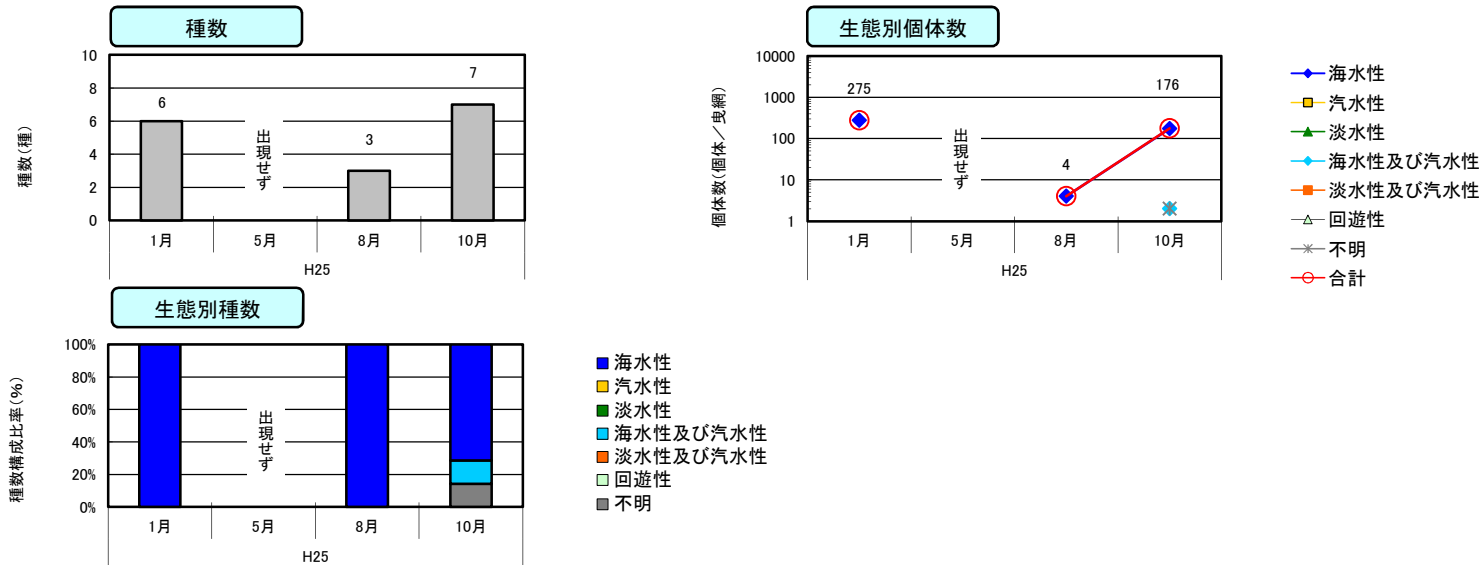 種数
種数(種)
10
8
6
4
2
0
6
出現せず
3
7
1月
5月
8月
10月
H25
生態別個体数
個体数(個体/曳網)
10000
1000
100
10
1
275
出現せず
4
176
1月
5月
8月
10月
H25
海水性
汽水性
淡水性
海水性及び汽水性
淡水性及び汽水性
回遊性
不明
合計
生態別種数
種数構成比率(%)
100%
80%
60%
40%
20%
0%
出現せず
1月
5月
8月
10月
H25
海水性
汽水性
淡水性
海水性及び汽水性
淡水性及び汽水性
回遊性
不明